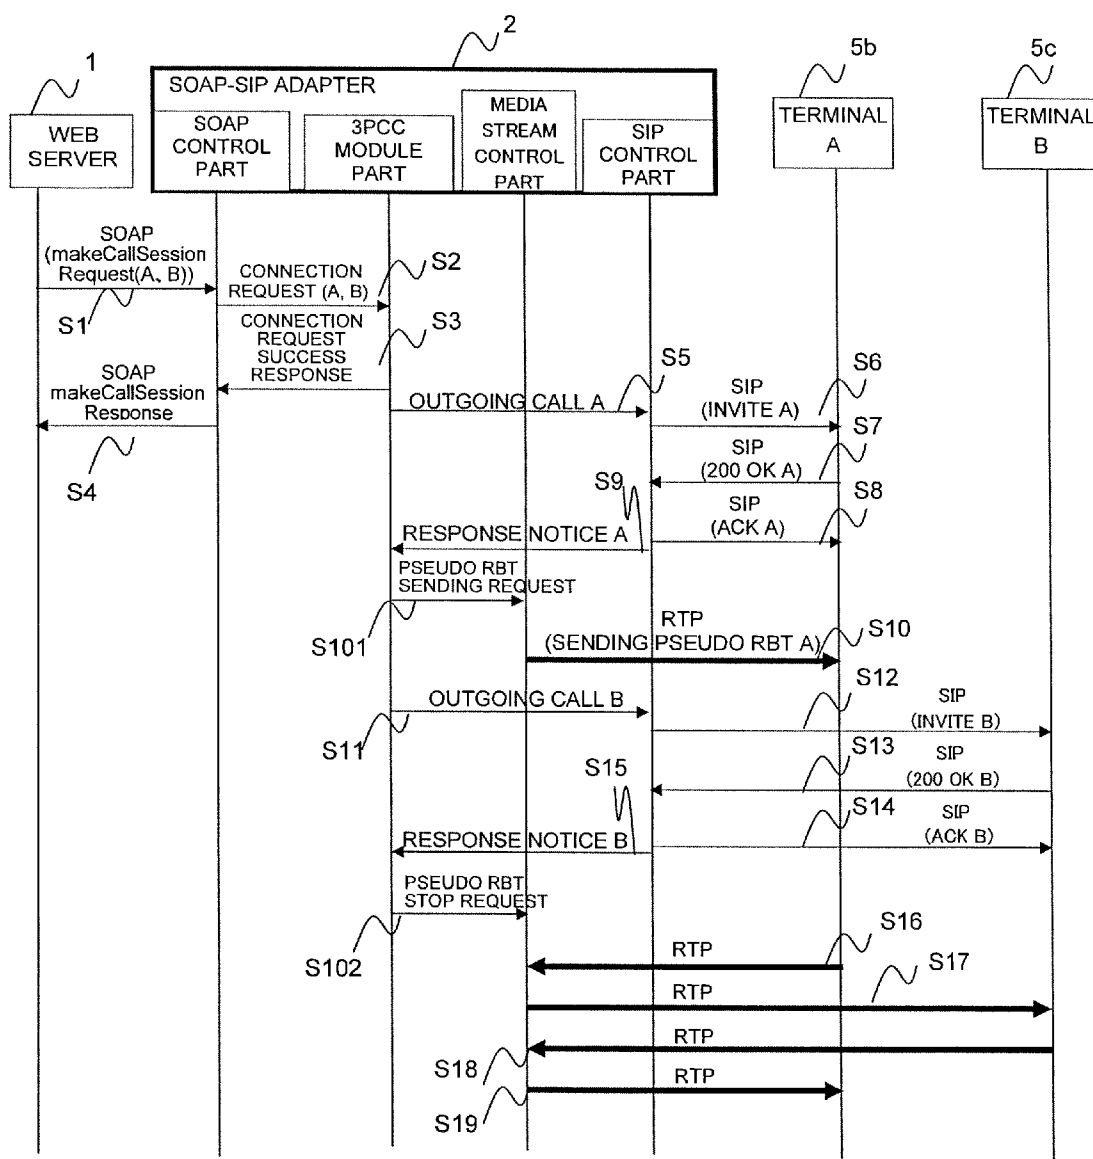 2
1
5b
5c
SOAP-SIP ADAPTER
WEB
SERVER
SOAP
CONTROL
PART
3PCC
MODULE
PART
MEDIA
STREAM
CONTROL
PART
SIP
CONTROL
PART
TERMINAL
A
TERMINAL
B
SOAP
(makeCallSession
Request(A、B))
S1
CONNECTION
REQUEST (A, B)
S2
CONNECTION
REQUEST
SUCCESS
RESPONSE
S3
SOAP
makeCallSession
Response
S4
OUTGOING CALL A
S5
SIP
(INVITE A)
S6
SIP
(200 OK A)
S7
SIP
(ACK A)
S8
RESPONSE NOTICE A
S9
PSEUDO RBT
SENDING REQUEST
S101
RTP
(SENDING PSEUDO RBT A)
S10
OUTGOING CALL B
S11
S12
SIP
(INVITE B)
S13
SIP
(200 OK B)
S14
SIP
(ACK B)
S15
RESPONSE NOTICE B
PSEUDO RBT
STOP REQUEST
S102
RTP
S16
RTP
S17
RTP
S18
RTP
S19